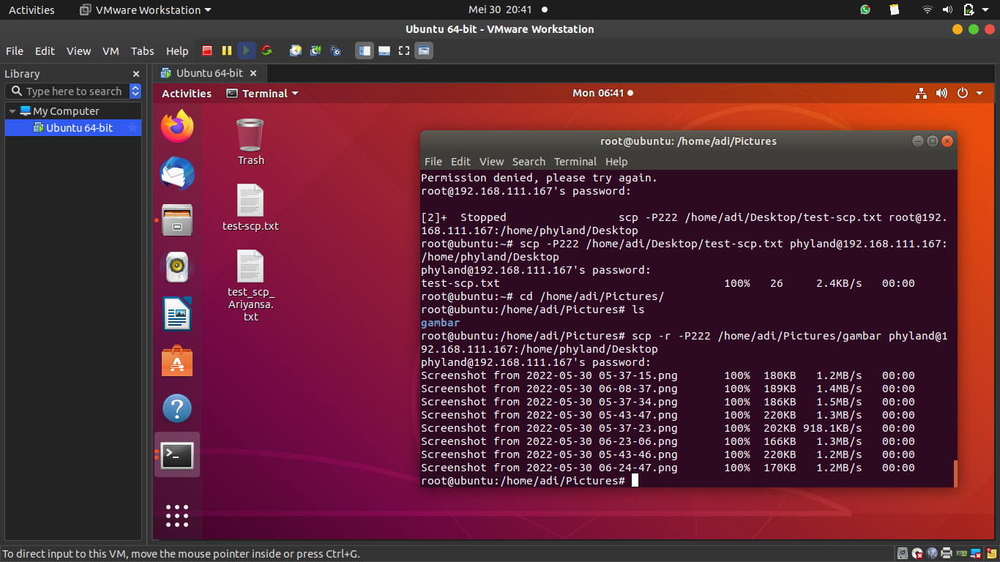 Activities VMware Workstation Mei 30 20:41
Ubuntu 64-bit - VMware Workstation
File Edit View VM Tabs Help
Library
Type here to search
My Computer
Ubuntu 64-bit
Ubuntu 64-bit
Activities Terminal Mon 06:41
Trash
test-scp.txt
test_scp_
Ariyansa.
txt
root@ubuntu: /home/adi/Pictures
File Edit View Search Terminal Help
Permission denied, please try again.
root@192.168.111.167's password:
[2]+  Stopped                 scp -P222 /home/adi/Desktop/test-scp.txt root@192.
168.111.167:/home/phyland/Desktop
root@ubuntu:~# scp -P222 /home/adi/Desktop/test-scp.txt phyland@192.168.111.167:
/home/phyland/Desktop
phyland@192.168.111.167's password:
test-scp.txt                                  100%   26     2.4KB/s   00:00
root@ubuntu:~# cd /home/adi/Pictures/
root@ubuntu:/home/adi/Pictures# ls
gambar
root@ubuntu:/home/adi/Pictures# scp -r -P222 /home/adi/Pictures/gambar phyland@1
92.168.111.167:/home/phyland/Desktop
phyland@192.168.111.167's password:
Screenshot from 2022-05-30 05-37-15.png       100%  180KB   1.2MB/s   00:00
Screenshot from 2022-05-30 06-08-37.png       100%  189KB   1.4MB/s   00:00
Screenshot from 2022-05-30 05-37-34.png       100%  186KB   1.5MB/s   00:00
Screenshot from 2022-05-30 05-43-47.png       100%  220KB   1.3MB/s   00:00
Screenshot from 2022-05-30 05-37-23.png       100%  202KB 918.1KB/s   00:00
Screenshot from 2022-05-30 06-23-06.png       100%  166KB   1.3MB/s   00:00
Screenshot from 2022-05-30 05-43-46.png       100%  220KB   1.2MB/s   00:00
Screenshot from 2022-05-30 06-24-47.png       100%  170KB   1.2MB/s   00:00
root@ubuntu:/home/adi/Pictures#
To direct input to this VM, move the mouse pointer inside or press Ctrl+G.